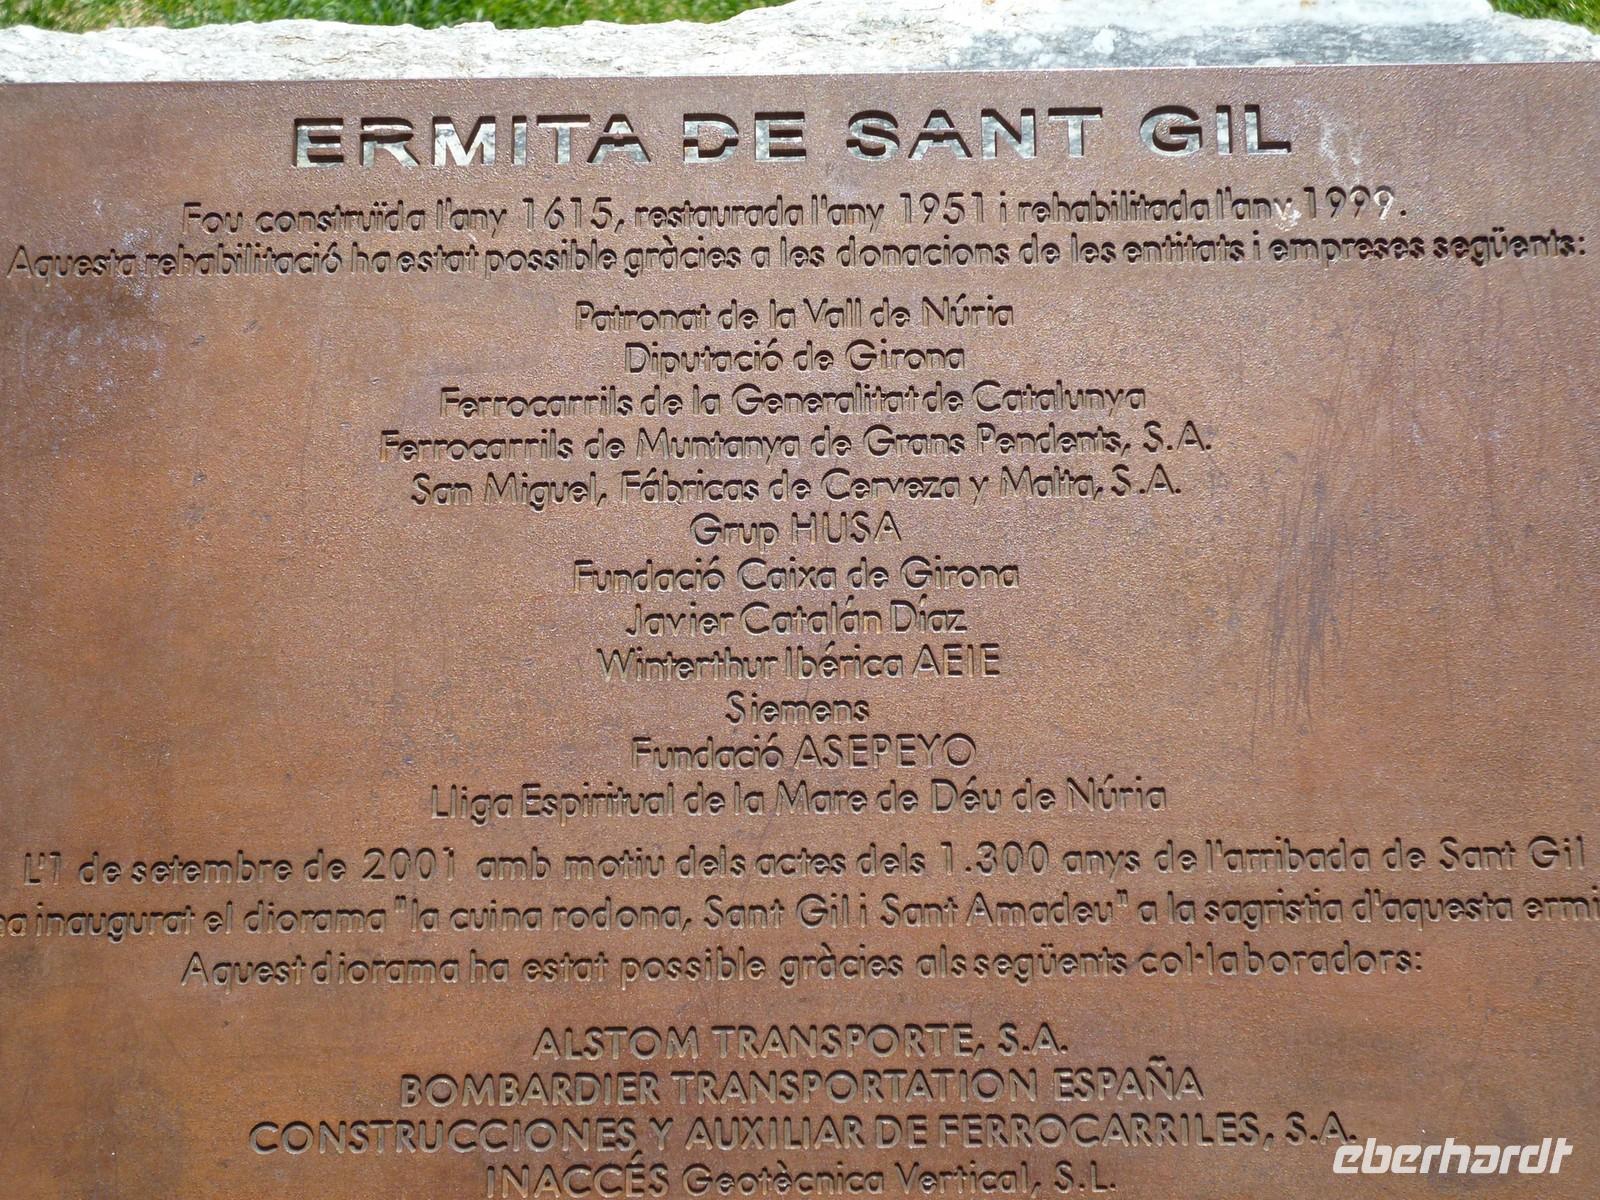 ERMITA DE SANT GIL
Fou construïda l'any 1615, restaurada l'any 1951 i rehabilitada l'any 1999.
Aquesta rehabilitació ha estat possible gràcies a les donacions de les entitats i empreses següents:
Patronat de la Vall de Núria
Diputació de Girona
Ferrocarrils de la Generalitat de Catalunya
Ferrocarrils de Muntanya de Grans Pendents, S.A.
San Miguel, Fábricas de Cerveza y Malta, S.A.
Grup HUSA
Fundació Caixa de Girona
Javier Catalán Díaz
Winterthur Ibérica AEIE
Siemens
Fundació ASEPEYO
Lliga Espiritual de la Mare de Déu de Núria
L'1 de setembre de 2001 amb motiu dels actes dels 1.300 anys de l'arribada de Sant Gil
ha inaugurat el diorama "la cuina rodona, Sant Gil i Sant Amadeu" a la sagristia d'aquesta ermi
Aquest diorama ha estat possible gràcies als següents col·laboradors:
ALSTOM TRANSPORTE, S.A.
BOMBARDIER TRANSPORTATION ESPAÑA
CONSTRUCCIONES Y AUXILIAR DE FERROCARRILES, S.A.
INACCÉS Geotècnica Vertical, S.L.
eberhardt